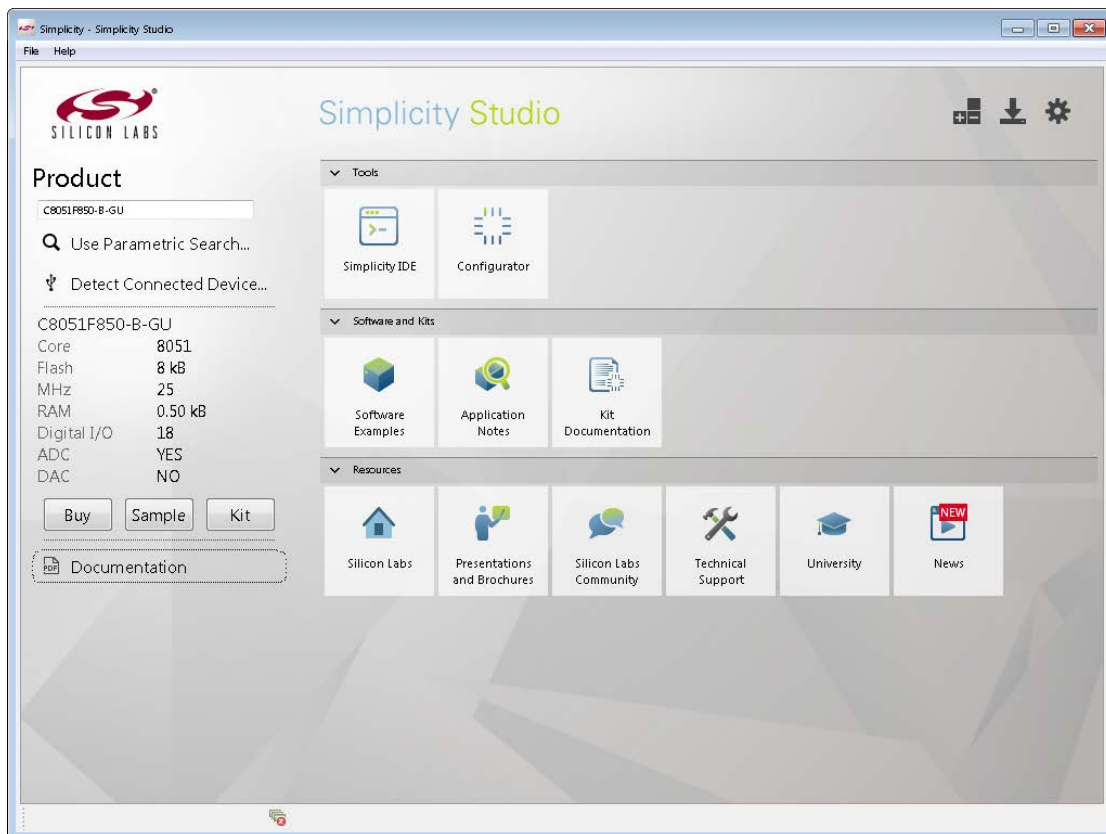 Simplicity - Simplicity Studio
File Help
SILICON LABS
Simplicity Studio
Product
C8051F850-B-GU
Use Parametric Search...
Detect Connected Device...
C8051F850-B-GU
Core 8051
Flash 8 kB
MHz 25
RAM 0.50 kB
Digital I/O 18
ADC YES
DAC NO
Buy Sample Kit
PDF Documentation
Tools
Simplicity IDE
Configurator
Software and Kits
Software
Examples
Application
Notes
Kit
Documentation
Resources
Silicon Labs
Presentations
and Brochures
Silicon Labs
Community
Technical
Support
University
NEW
News